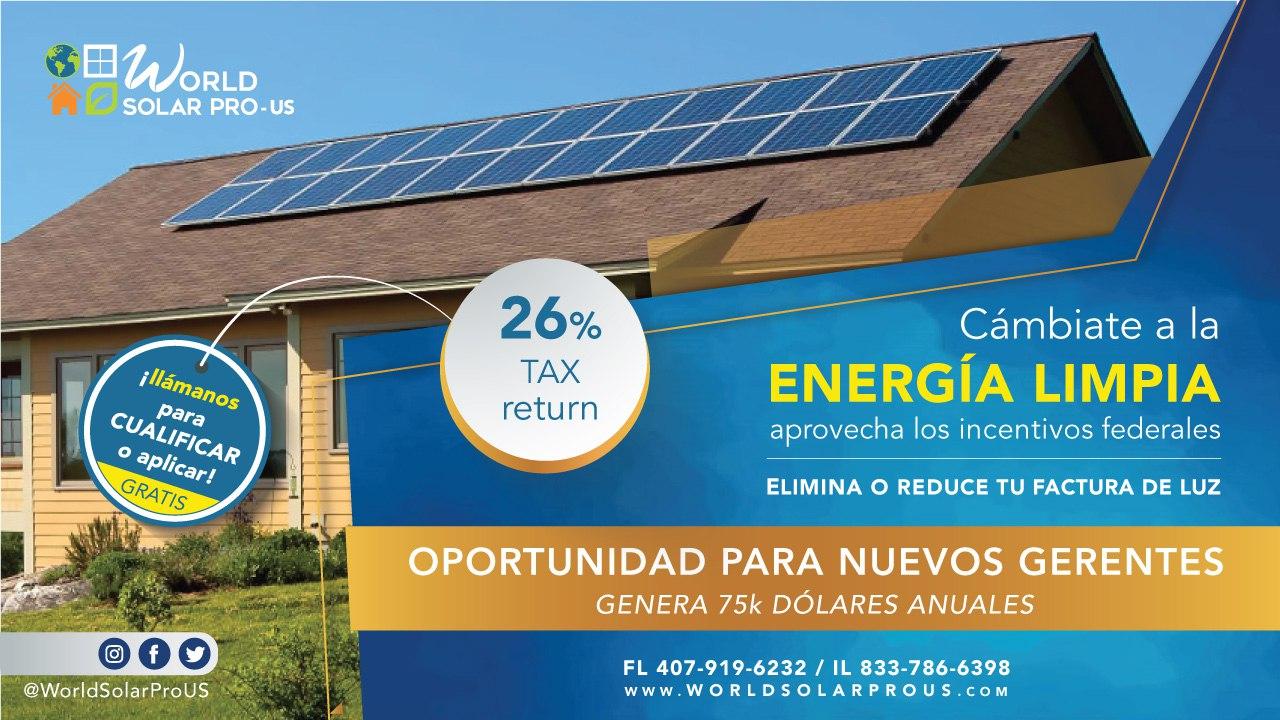 WORLD
SOLAR PRO-US
26%
TAX
return
¡llámanos
para
CUALIFICAR
o aplicar!
GRATIS
Cámbiate a la
ENERGÍA LIMPIA
aprovecha los incentivos federales
ELIMINA O REDUCE TU FACTURA DE LUZ
OPORTUNIDAD PARA NUEVOS GERENTES
GENERA 75k DÓLARES ANUALES
@WorldSolarProUS
FL 407-919-6232 / IL 833-786-6398
www.WORLDSOLARPROUS.com